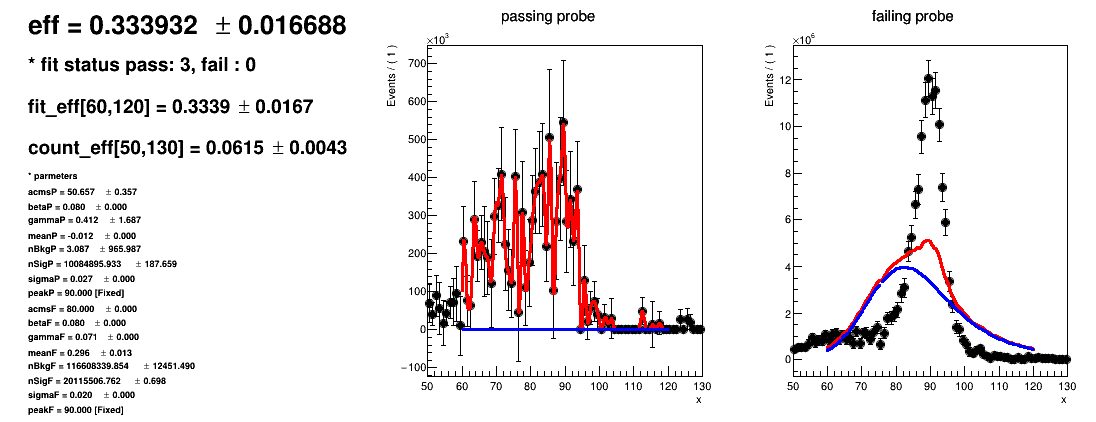 eff = 0.333932 ± 0.016688
* fit status pass: 3, fail : 0
fit_eff[60,120] = 0.3339 ± 0.0167
count_eff[50,130] = 0.0615 ± 0.0043
* parmeters
acmsP = 50.657 ± 0.357
betaP = 0.080 ± 0.000
gammaP = 0.412 ± 1.687
meanP = -0.012 ± 0.000
nBkgP = 3.087 ± 965.987
nSigP = 10084895.933 ± 187.659
sigmaP = 0.027 ± 0.000
peakP = 90.000 [Fixed]
acmsF = 80.000 ± 0.000
betaF = 0.080 ± 0.000
gammaF = 0.071 ± 0.000
meanF = 0.296 ± 0.013
nBkgF = 116608339.854 ± 12451.490
nSigF = 20115506.762 ± 0.698
sigmaF = 0.020 ± 0.000
peakF = 90.000 [Fixed]
passing probe
×10³
Events / ( 1 )
700
600
500
400
300
200
100
0
−100
50 60 70 80 90 100 110 120 130
x
failing probe
×10⁶
Events / ( 1 )
12
10
8
6
4
2
0
50 60 70 80 90 100 110 120 130
x